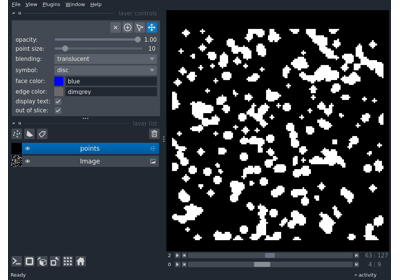 File View Plugins Window Help
layer controls
opacity: 1.00
point size: 10
blending: translucent
symbol: disc
face color: blue
edge color: dimgrey
display text:
out of slice:
layer list
points
Image
2 63 127
0 4 9
Ready activity